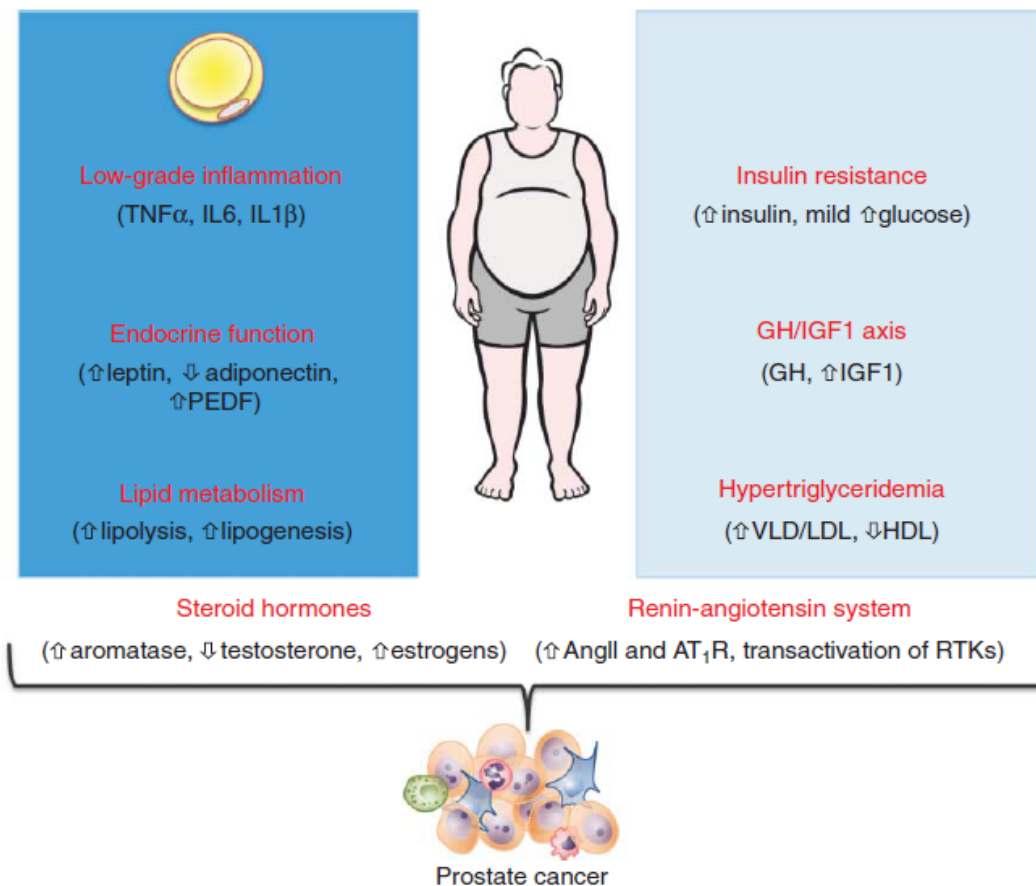 Low-grade inflammation
(TNFα, IL6, IL1β)
Endocrine function
(⇧leptin, ⇩ adiponectin,
⇧PEDF)
Lipid metabolism
(⇧lipolysis, ⇧lipogenesis)
Insulin resistance
(⇧insulin, mild ⇧glucose)
GH/IGF1 axis
(GH, ⇧IGF1)
Hypertriglyceridemia
(⇧VLD/LDL, ⇩HDL)
Steroid hormones
(⇧aromatase, ⇩testosterone, ⇧estrogens)
Renin-angiotensin system
(⇧AngII and AT₁R, transactivation of RTKs)
Prostate cancer